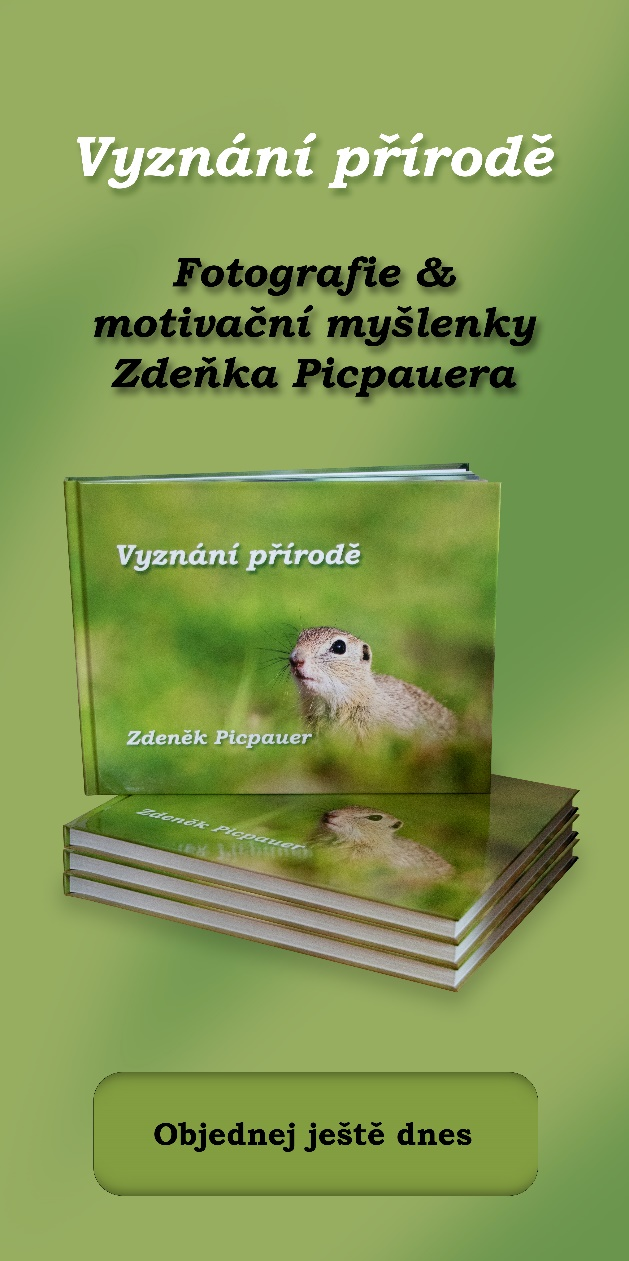 Vyznání přírodě
Fotografie &
motivační myšlenky
Zdeňka Picpauera
Vyznání přírodě
Zdeněk Picpauer
Zdeněk Picpauer
Objednej ještě dnes